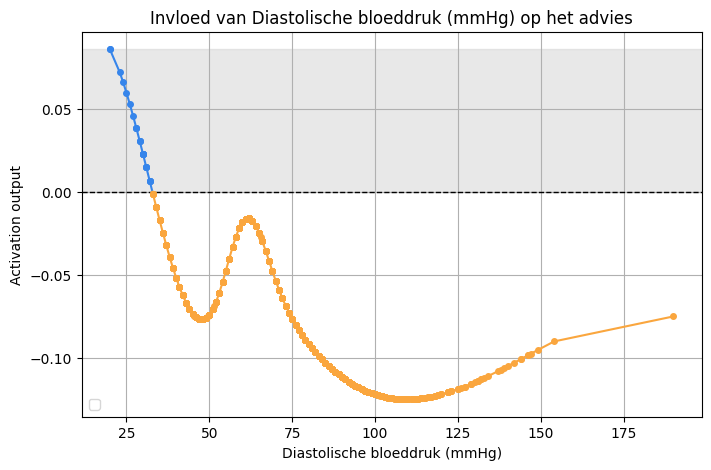 Invloed van Diastolische bloeddruk (mmHg) op het advies
Activation output
0.05
0.00
−0.05
−0.10
25 50 75 100 125 150 175
Diastolische bloeddruk (mmHg)